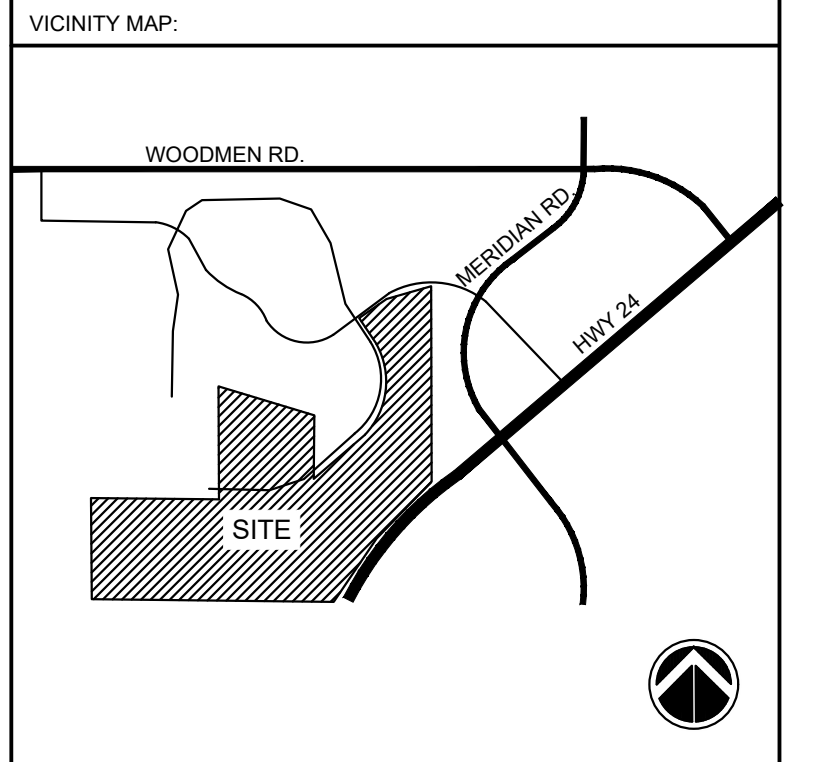 VICINITY MAP:
WOODMEN RD.
MERIDIAN RD.
HWY 24
SITE